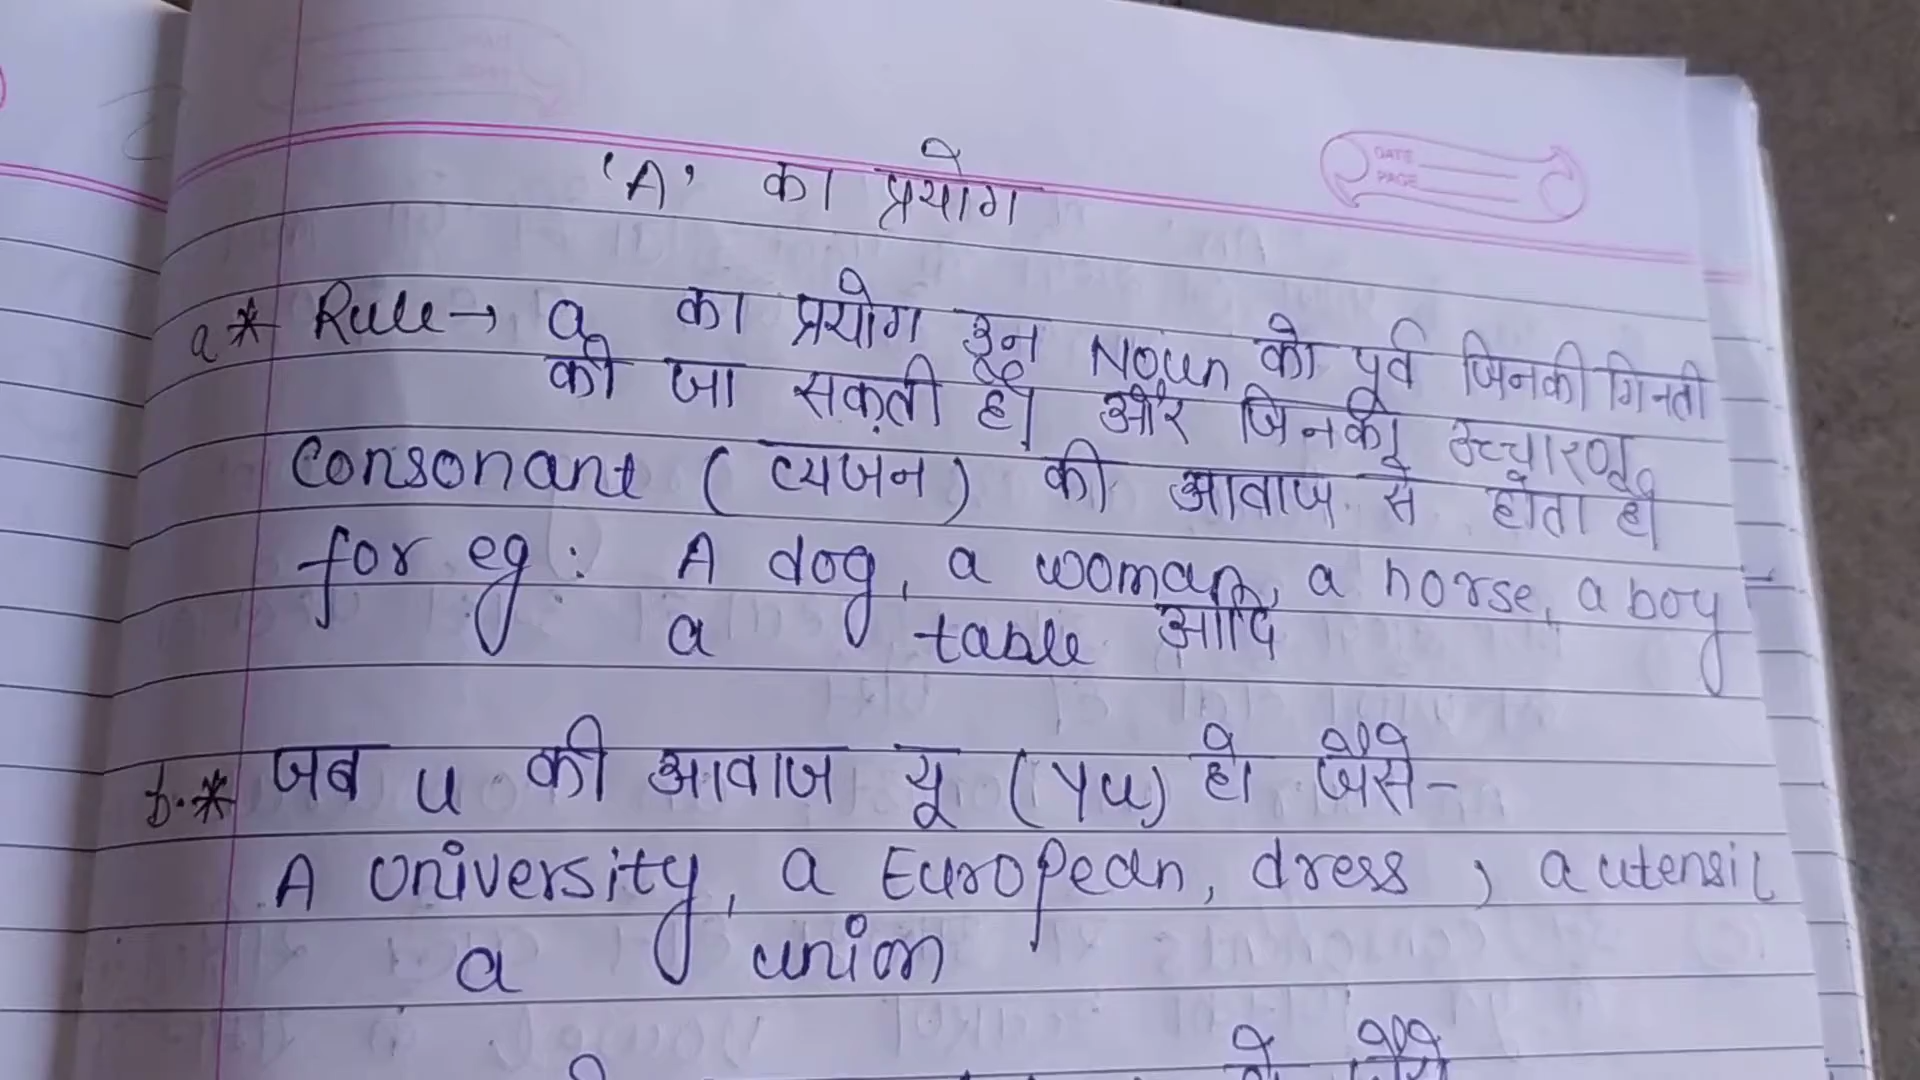 DATE
PAGE
'A' का प्रयोग
a* Rule → a का प्रयोग उन Noun को पूर्व जिनकी गिनती
की जा सकती है। और जिनकी उच्चारण
Consonant (व्यजन) की आवाज से होता है।
for eg: A dog, a woman, a horse, a boy
a table आदि
b.* जब u की आवाज यू (yu) हो जैसे-
A University, a European, dress, a utensil
a union